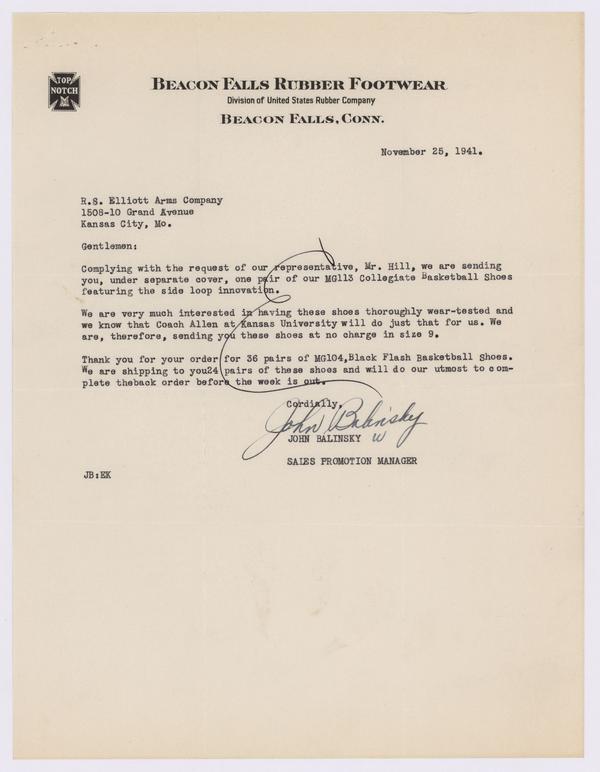 TOP
NOTCH
BEACON FALLS RUBBER FOOTWEAR
Division of United States Rubber Company
BEACON FALLS, CONN.
November 25, 1941.
R.S. Elliott Arms Company
1508-10 Grand Avenue
Kansas City, Mo.
Gentlemen:
Complying with the request of our representative, Mr. Hill, we are sending
you, under separate cover, one pair of our MG113 Collegiate Basketball Shoes
featuring the side loop innovation.
We are very much interested in having these shoes thoroughly wear-tested and
we know that Coach Allen at Kansas University will do just that for us. We
are, therefore, sending you these shoes at no charge in size 9.
Thank you for your order for 36 pairs of MG104,Black Flash Basketball Shoes.
We are shipping to you24 pairs of these shoes and will do our utmost to com-
plete theback order before the week is out.
Cordially,
John Balinsky
JOHN BALINSKY
SALES PROMOTION MANAGER
JB:EK